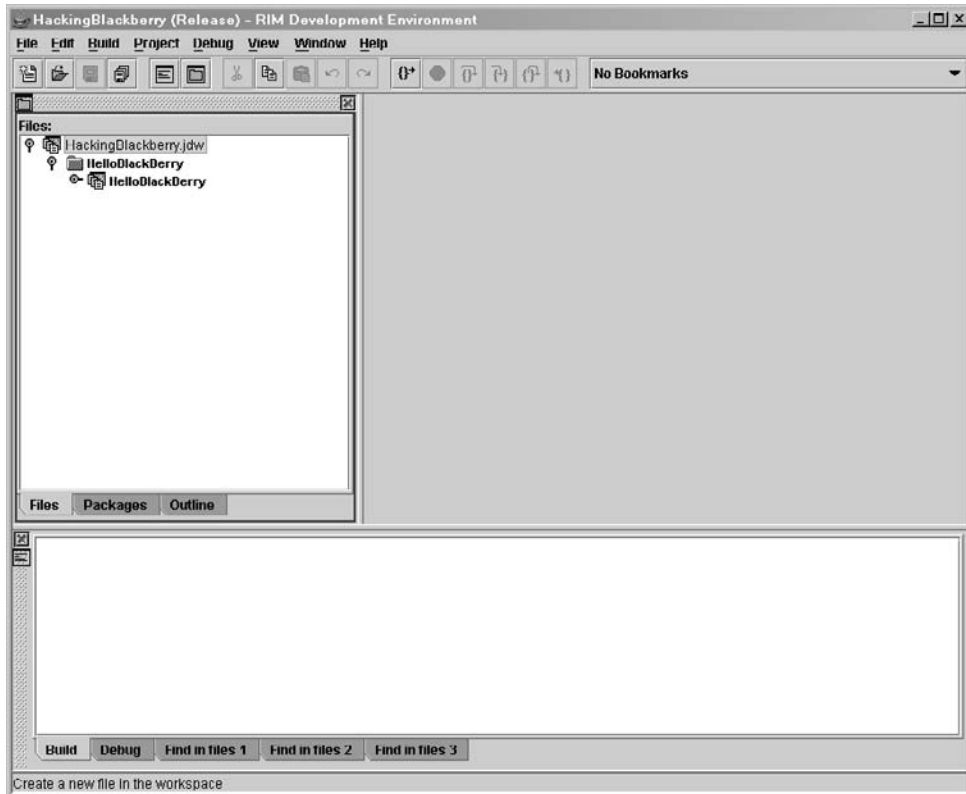 HackingBlackberry (Release) - RIM Development Environment
File Edit Build Project Debug View Window Help
No Bookmarks
Files:
HackingBlackberry.jdw
HelloBlackBerry
HelloBlackBerry
Files Packages Outline
Build Debug Find in files 1 Find in files 2 Find in files 3
Create a new file in the workspace